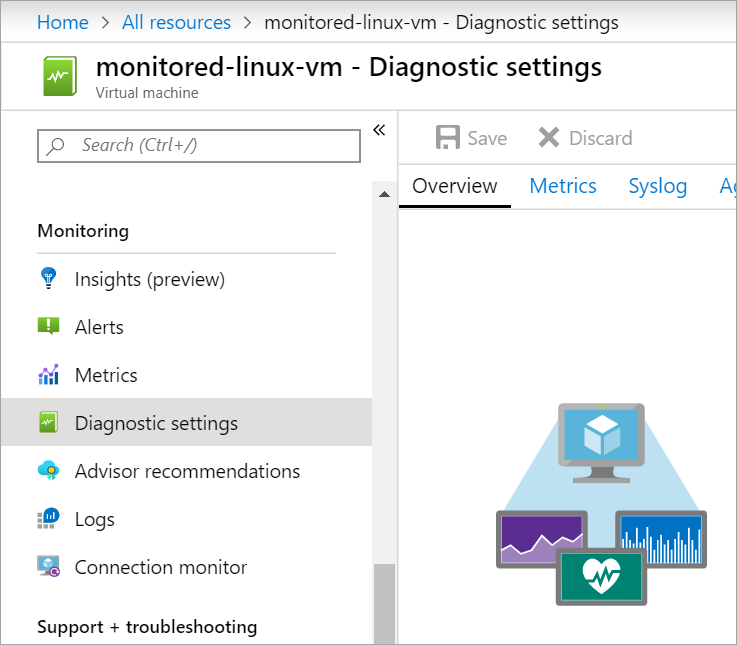 Home > All resources > monitored-linux-vm - Diagnostic settings
monitored-linux-vm - Diagnostic settings
Virtual machine
Search (Ctrl+/)
«
Save Discard
Overview Metrics Syslog
Monitoring
Insights (preview)
Alerts
Metrics
Diagnostic settings
Advisor recommendations
Logs
Connection monitor
Support + troubleshooting